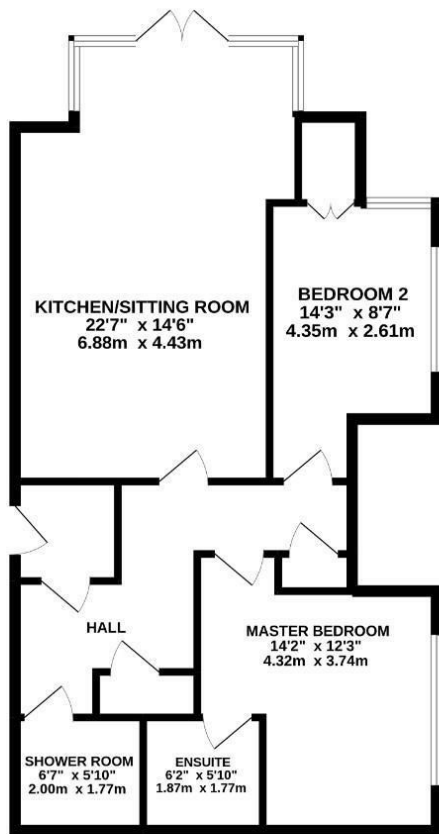 KITCHEN/SITTING ROOM
22'7" x 14'6"
6.88m x 4.43m
BEDROOM 2
14'3" x 8'7"
4.35m x 2.61m
HALL
MASTER BEDROOM
14'2" x 12'3"
4.32m x 3.74m
SHOWER ROOM
6'7" x 5'10"
2.00m x 1.77m
ENSUITE
6'2" x 5'10"
1.87m x 1.77m